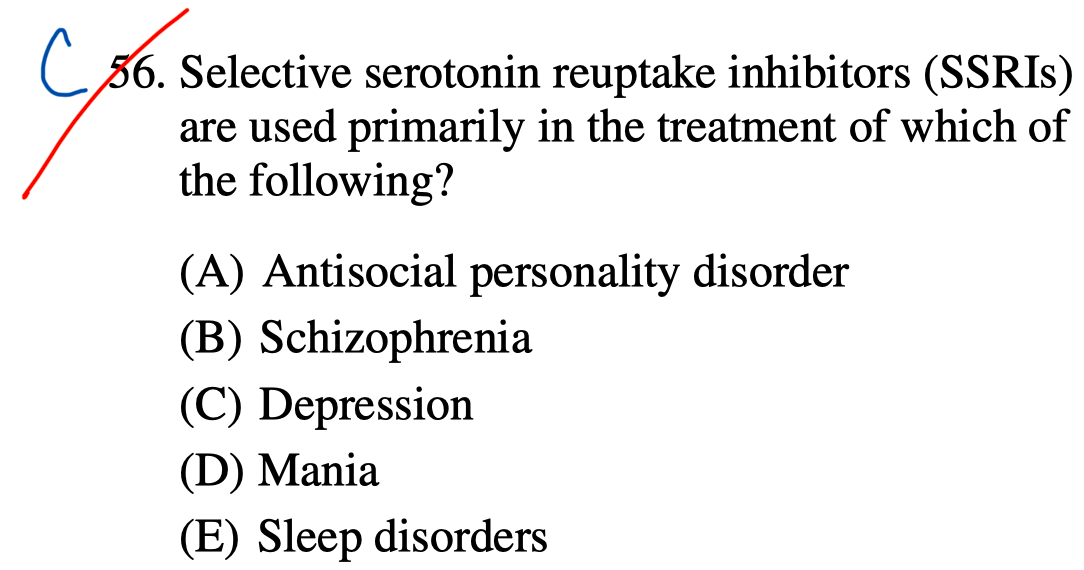 C 56. Selective serotonin reuptake inhibitors (SSRIs)
are used primarily in the treatment of which of
the following?
(A) Antisocial personality disorder
(B) Schizophrenia
(C) Depression
(D) Mania
(E) Sleep disorders